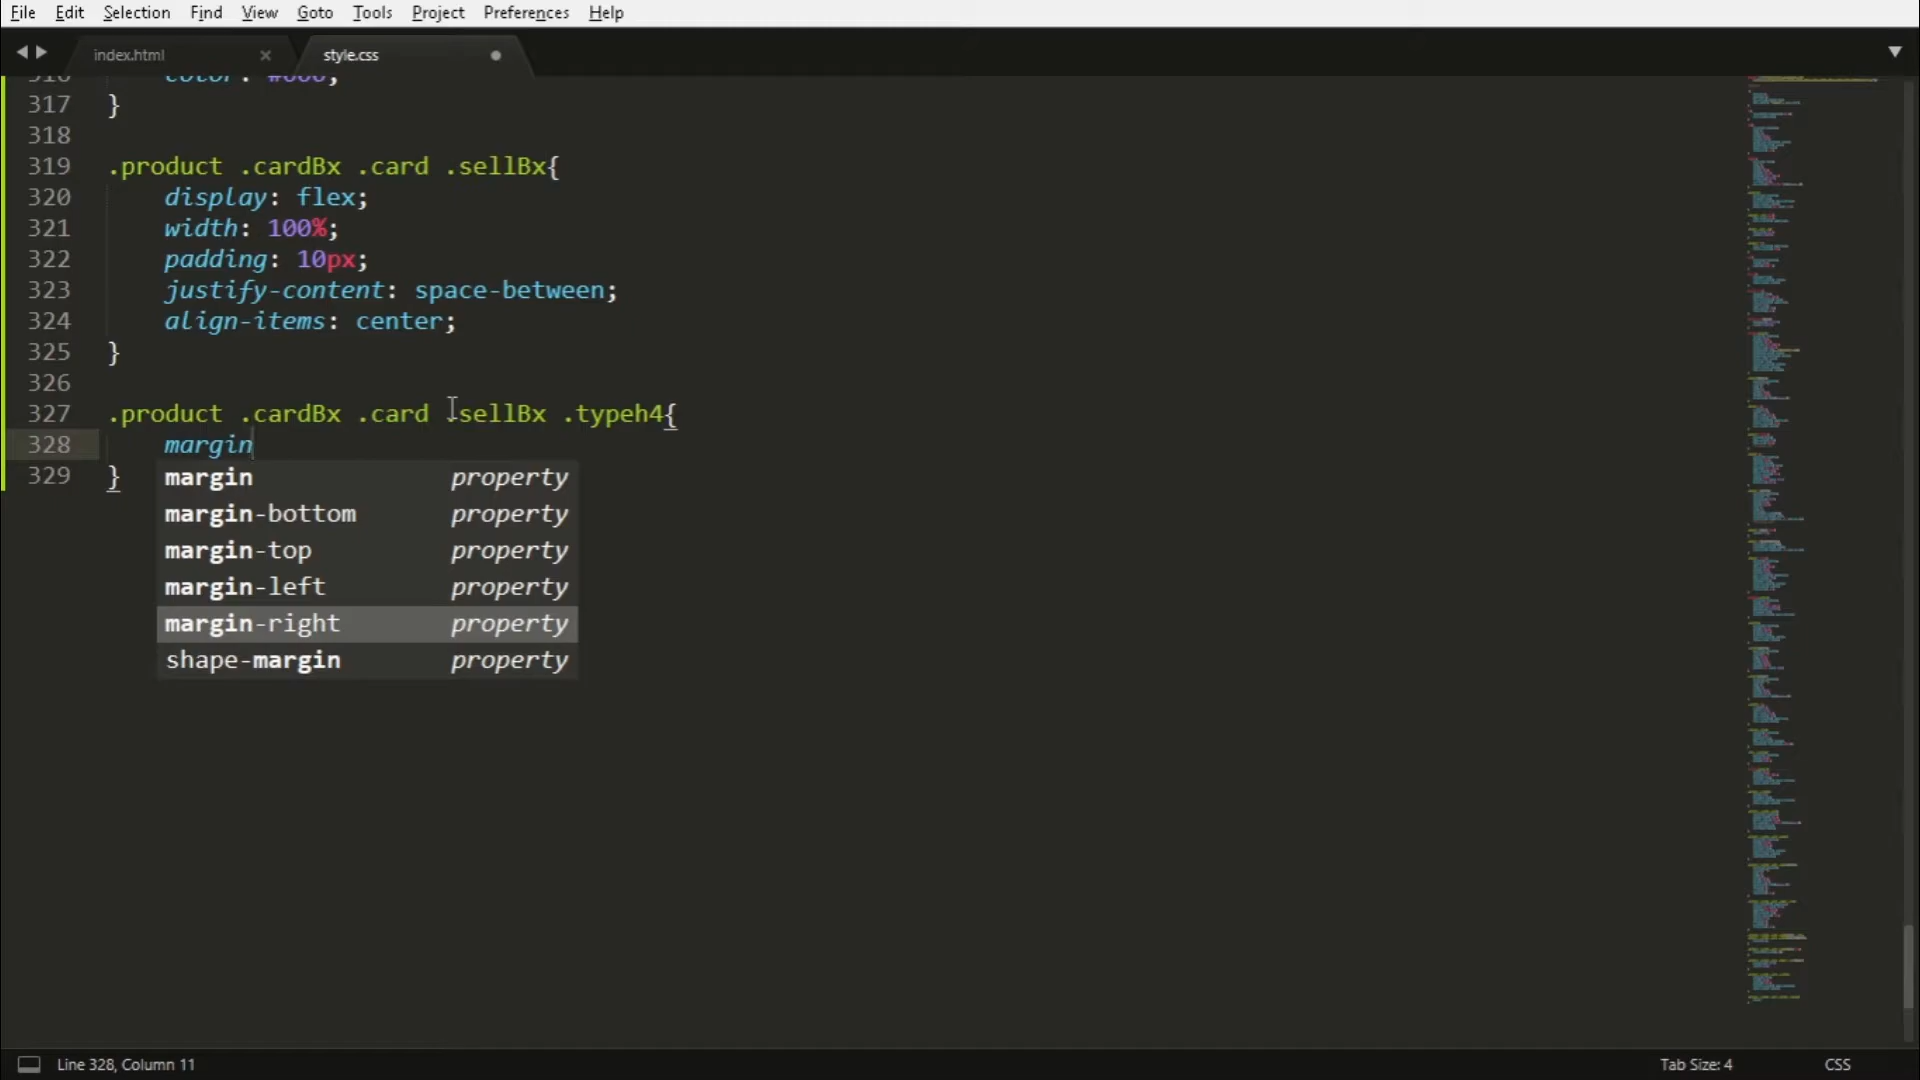 File Edit Selection Find View Goto Tools Project Preferences Help
index.html style.css
317 }
318
319 .product .cardBx .card .sellBx{
320 display: flex;
321 width: 100%;
322 padding: 10px;
323 justify-content: space-between;
324 align-items: center;
325 }
326
327 .product .cardBx .card .sellBx .typeh4{
328 margin
329 }
margin property
margin-bottom property
margin-top property
margin-left property
margin-right property
shape-margin property
Line 328, Column 11 Tab Size: 4 CSS